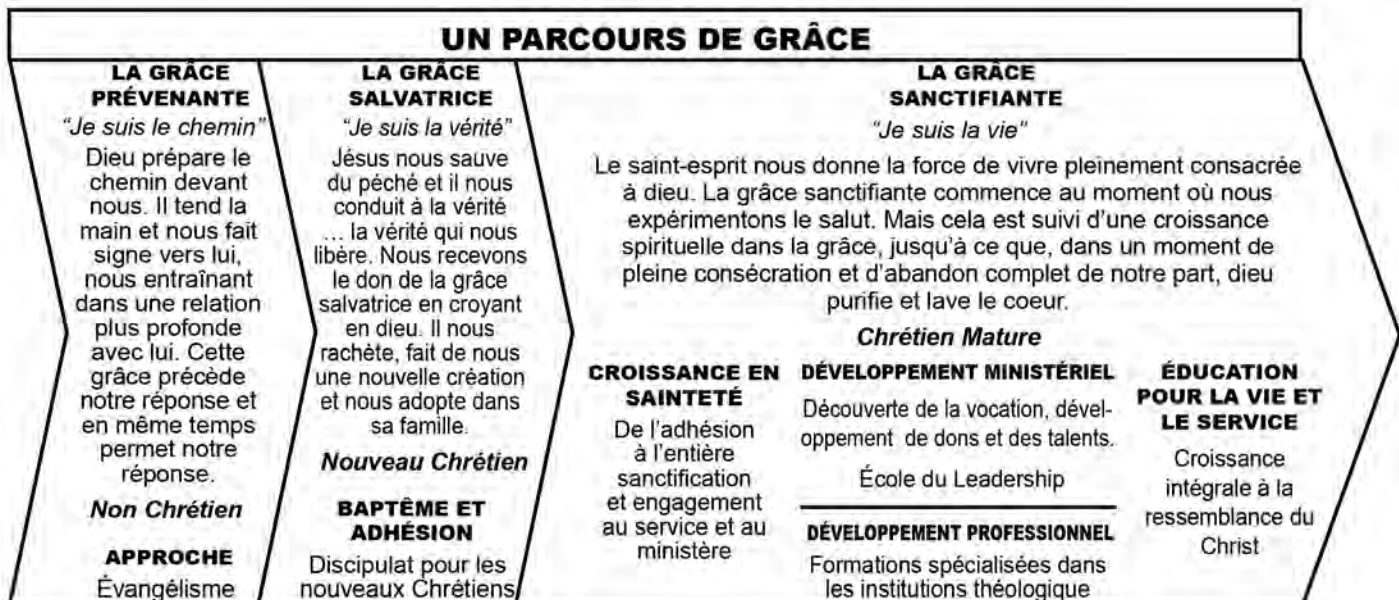 UN PARCOURS DE GRÂCE
LA GRÂCE
PRÉVENANTE
"Je suis le chemin"
Dieu prépare le
chemin devant
nous. Il tend la
main et nous fait
signe vers lui,
nous entraînant
dans une relation
plus profonde
avec lui. Cette
grâce précède
notre réponse et
en même temps
permet notre
réponse.
Non Chrétien
APPROCHE
Évangélisme
LA GRÂCE
SALVATRICE
"Je suis la vérité"
Jésus nous sauve
du péché et il nous
conduit à la vérité
... la vérité qui nous
libère. Nous recevons
le don de la grâce
salvatrice en croyant
en dieu. Il nous
rachète, fait de nous
une nouvelle création
et nous adopte dans
sa famille.
Nouveau Chrétien
BAPTÊME ET
ADHÉSION
Discipulat pour les
nouveaux Chrétiens
LA GRÂCE
SANCTIFIANTE
"Je suis la vie"
Le saint-esprit nous donne la force de vivre pleinement consacrée
à dieu. La grâce sanctifiante commence au moment où nous
expérimentons le salut. Mais cela est suivi d'une croissance
spirituelle dans la grâce, jusqu'à ce que, dans un moment de
pleine consécration et d'abandon complet de notre part, dieu
purifie et lave le coeur.
Chrétien Mature
CROISSANCE EN
SAINTETÉ
De l'adhésion
à l'entière
sanctification
et engagement
au service et au
ministère
DÉVELOPPEMENT MINISTÉRIEL
Découverte de la vocation, dével-
oppement de dons et des talents.
École du Leadership
DÉVELOPPEMENT PROFESSIONNEL
Formations spécialisées dans
les institutions théologique
ÉDUCATION
POUR LA VIE ET
LE SERVICE
Croissance
intégrale à la
ressemblance du
Christ